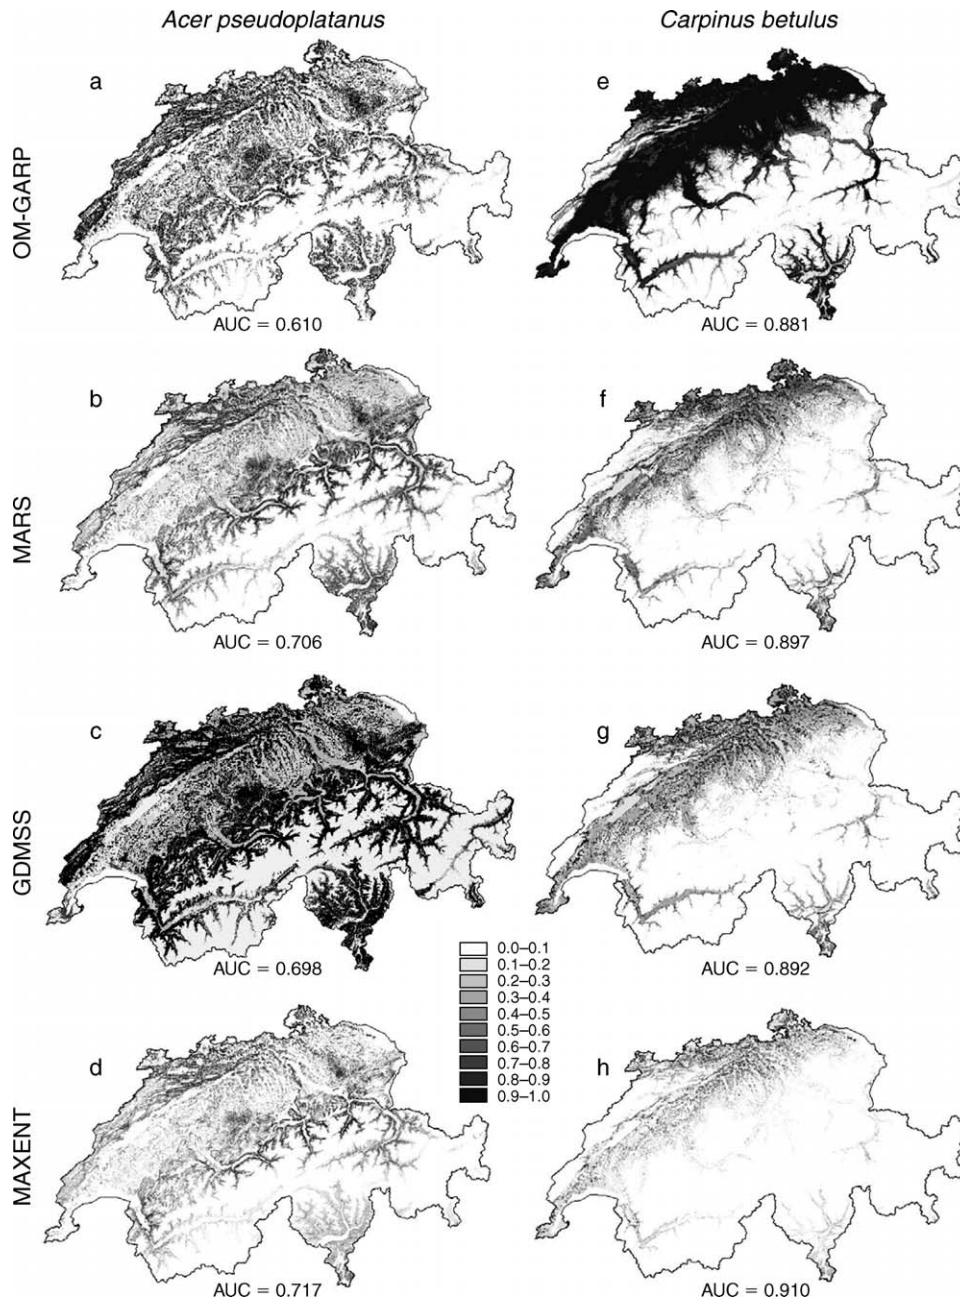 Acer pseudoplatanus
Carpinus betulus
OM-GARP
a
AUC = 0.610
e
AUC = 0.881
MARS
b
AUC = 0.706
f
AUC = 0.897
GDMSS
c
AUC = 0.698
g
AUC = 0.892
0.0–0.1
0.1–0.2
0.2–0.3
0.3–0.4
0.4–0.5
0.5–0.6
0.6–0.7
0.7–0.8
0.8–0.9
0.9–1.0
MAXENT
d
AUC = 0.717
h
AUC = 0.910